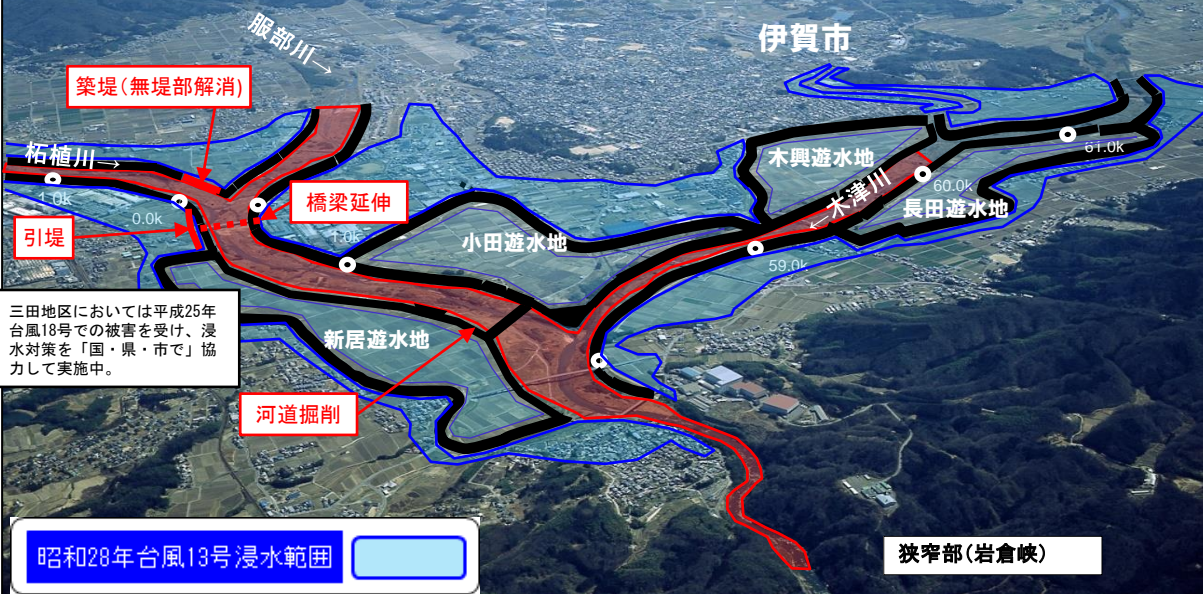 服部川→
伊賀市
築堤(無堤部解消)
柘植川→
1.0k
0.0k
橋梁延伸
引堤
1.0k
小田遊水地
木興遊水地
←木津川
61.0k
60.0k
長田遊水地
59.0k
三田地区においては平成25年
台風18号での被害を受け、浸
水対策を「国・県・市で」協
力して実施中。
新居遊水地
河道掘削
昭和28年台風13号浸水範囲
狭窄部(岩倉峡)